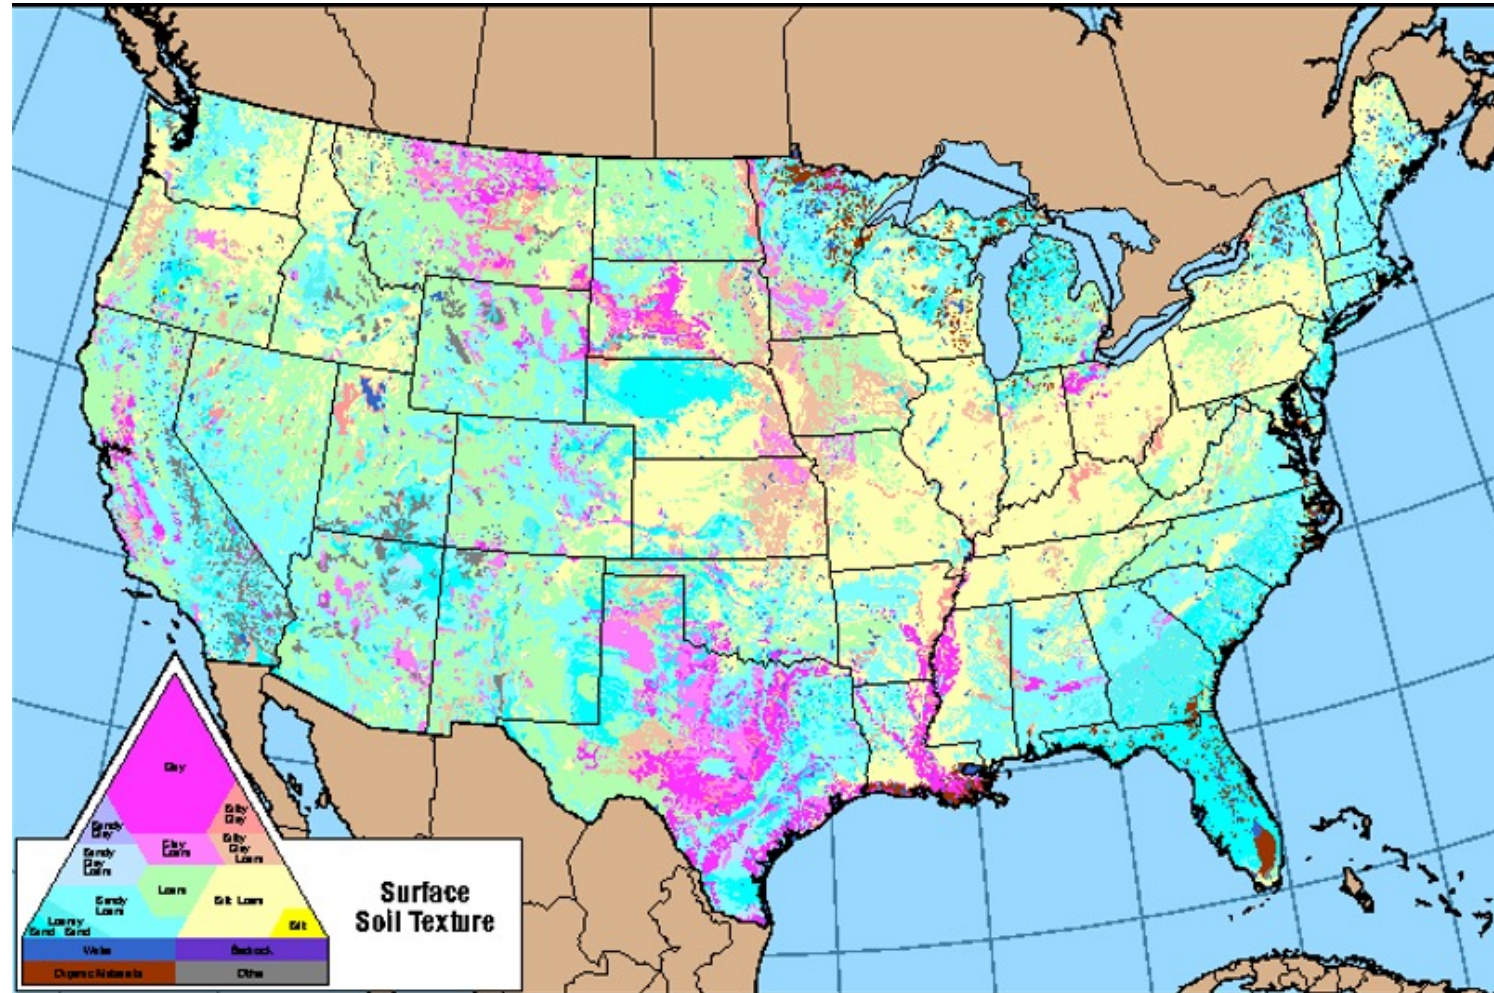 Clay
Silty
Clay
Sandy
Clay
Clay
Loam
Silty
Clay
Loam
Sandy
Clay
Loam
Loam
Silt Loam
Sandy
Loam
Loamy
Sand Sand
Silt
Water
Bedrock
Organic Materials
Other
Surface
Soil Texture